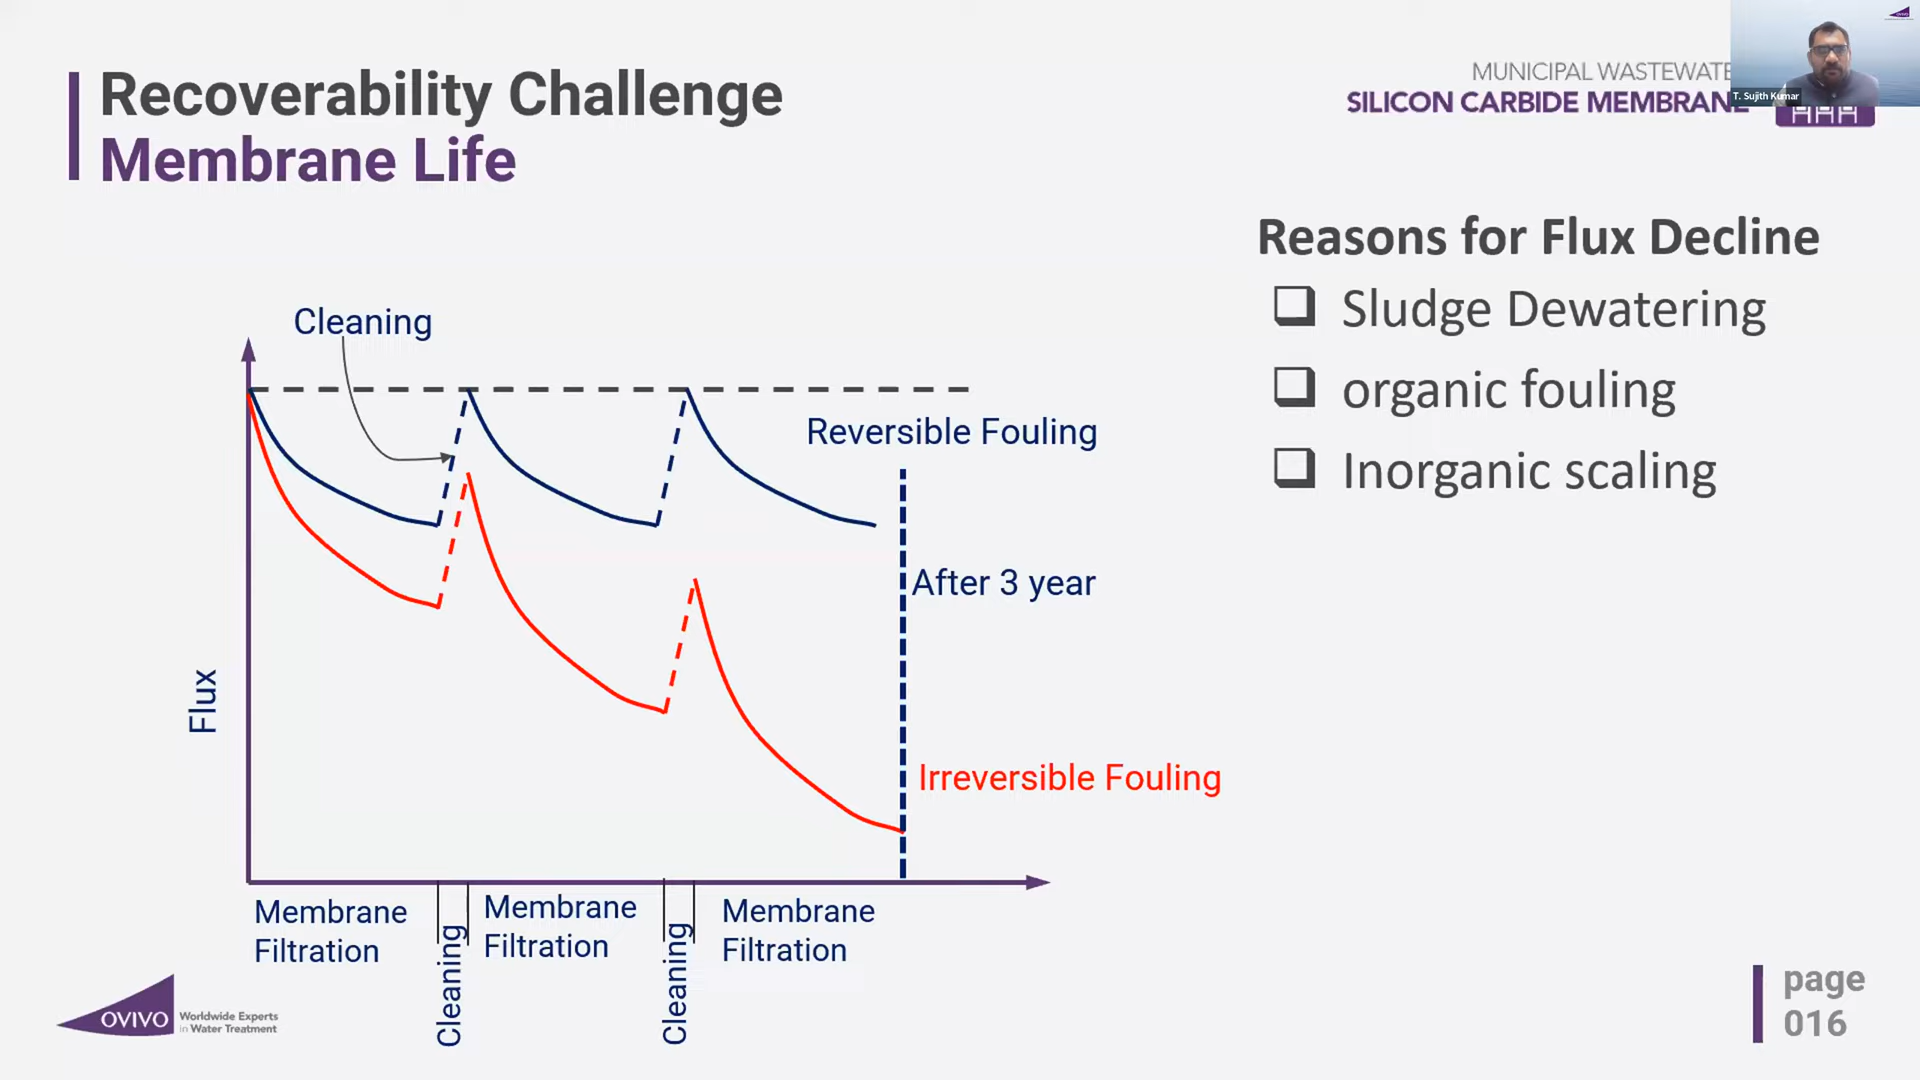 Recoverability Challenge
Membrane Life
MUNICIPAL WASTEWATE
SILICON CARBIDE MEMBRANE
T. Sujith Kumar
Reasons for Flux Decline
❑ Sludge Dewatering
❑ organic fouling
❑ Inorganic scaling
Cleaning
Reversible Fouling
After 3 year
Irreversible Fouling
Flux
Membrane
Filtration
Cleaning
Membrane
Filtration
Cleaning
Membrane
Filtration
OVIVO
Worldwide Experts
in Water Treatment
page
016